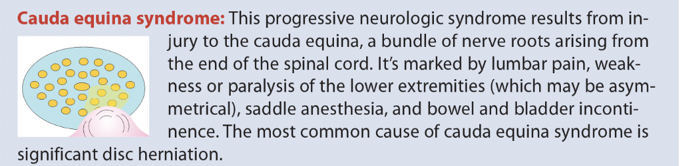 Cauda equina syndrome: This progressive neurologic syndrome results from in-
jury to the cauda equina, a bundle of nerve roots arising from
the end of the spinal cord. It's marked by lumbar pain, weak-
ness or paralysis of the lower extremities (which may be asym-
metrical), saddle anesthesia, and bowel and bladder inconti-
nence. The most common cause of cauda equina syndrome is
significant disc herniation.